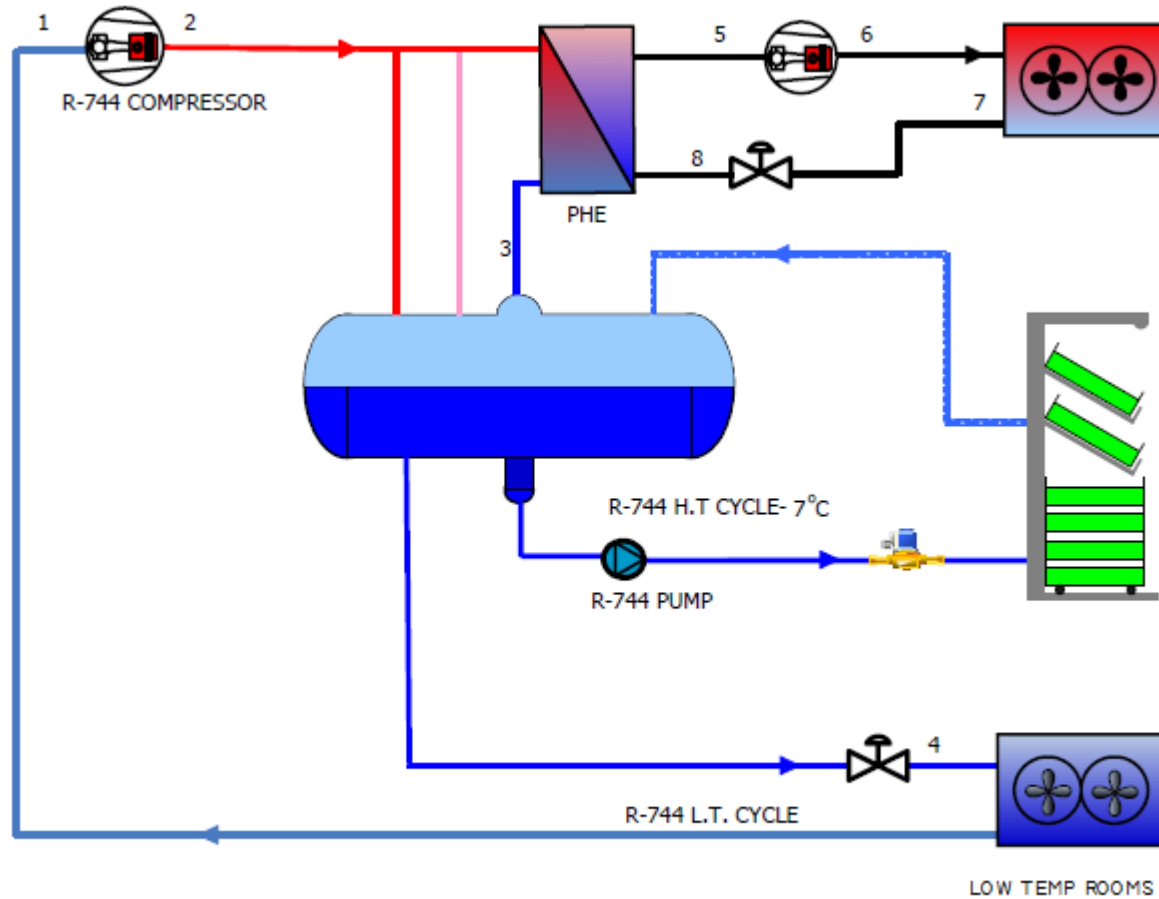 1
2
5
6
R-744 COMPRESSOR
7
8
PHE
3
R-744 H.T CYCLE- 7°C
R-744 PUMP
4
R-744 L.T. CYCLE
LOW TEMP ROOMS